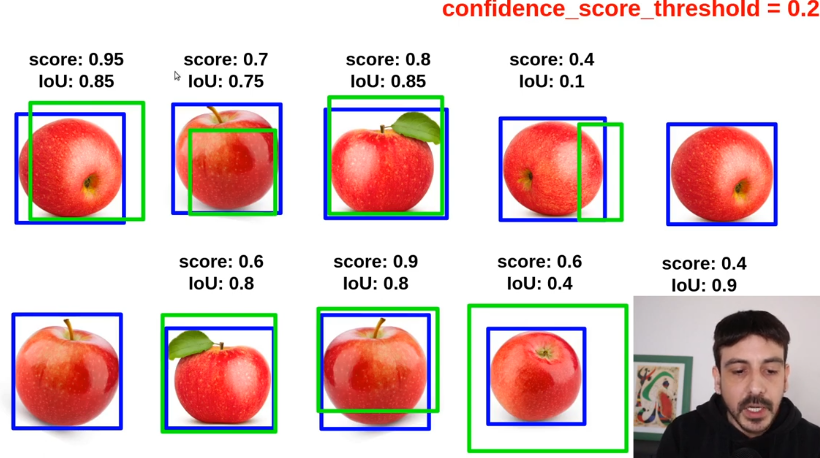 confidence_score_threshold = 0.2
score: 0.95
IoU: 0.85
score: 0.7
IoU: 0.75
score: 0.8
IoU: 0.85
score: 0.4
IoU: 0.1
score: 0.6
IoU: 0.8
score: 0.9
IoU: 0.8
score: 0.6
IoU: 0.4
score: 0.4
IoU: 0.9